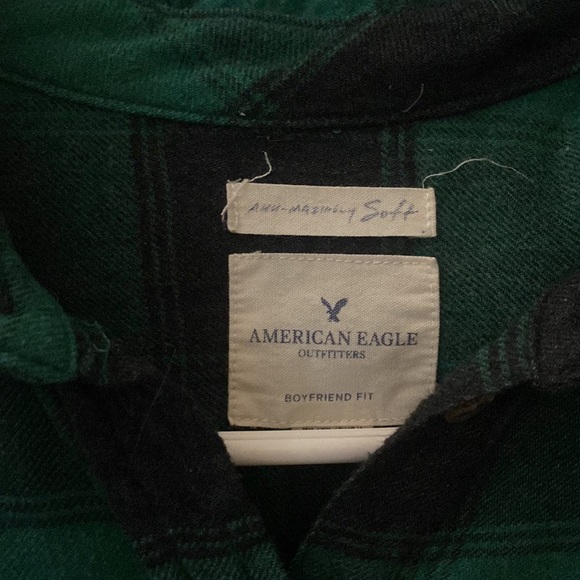 AHH-MAZINGLY Soft
AMERICAN EAGLE
OUTFITTERS
BOYFRIEND FIT